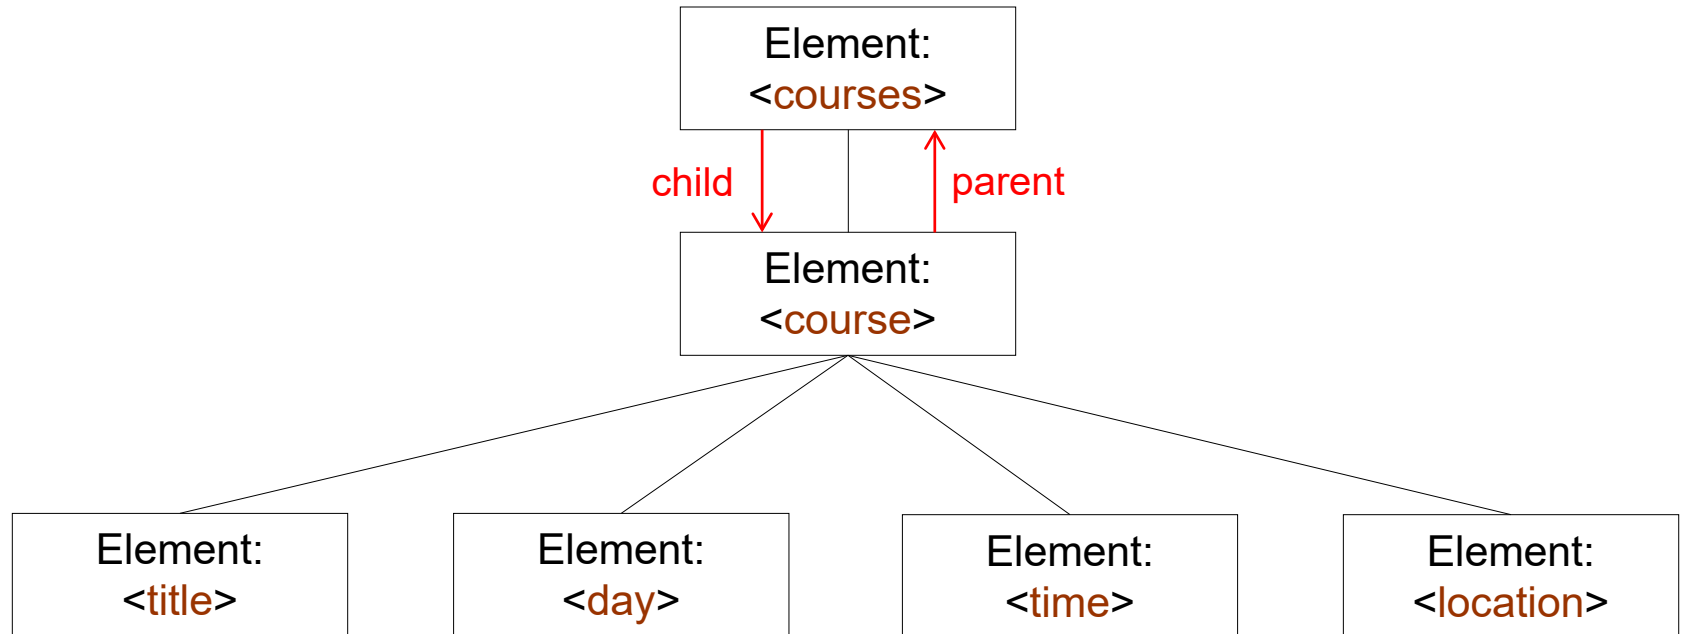 Element:
<courses>
child
parent
Element:
<course>
Element:
<title>
Element:
<day>
Element:
<time>
Element:
<location>